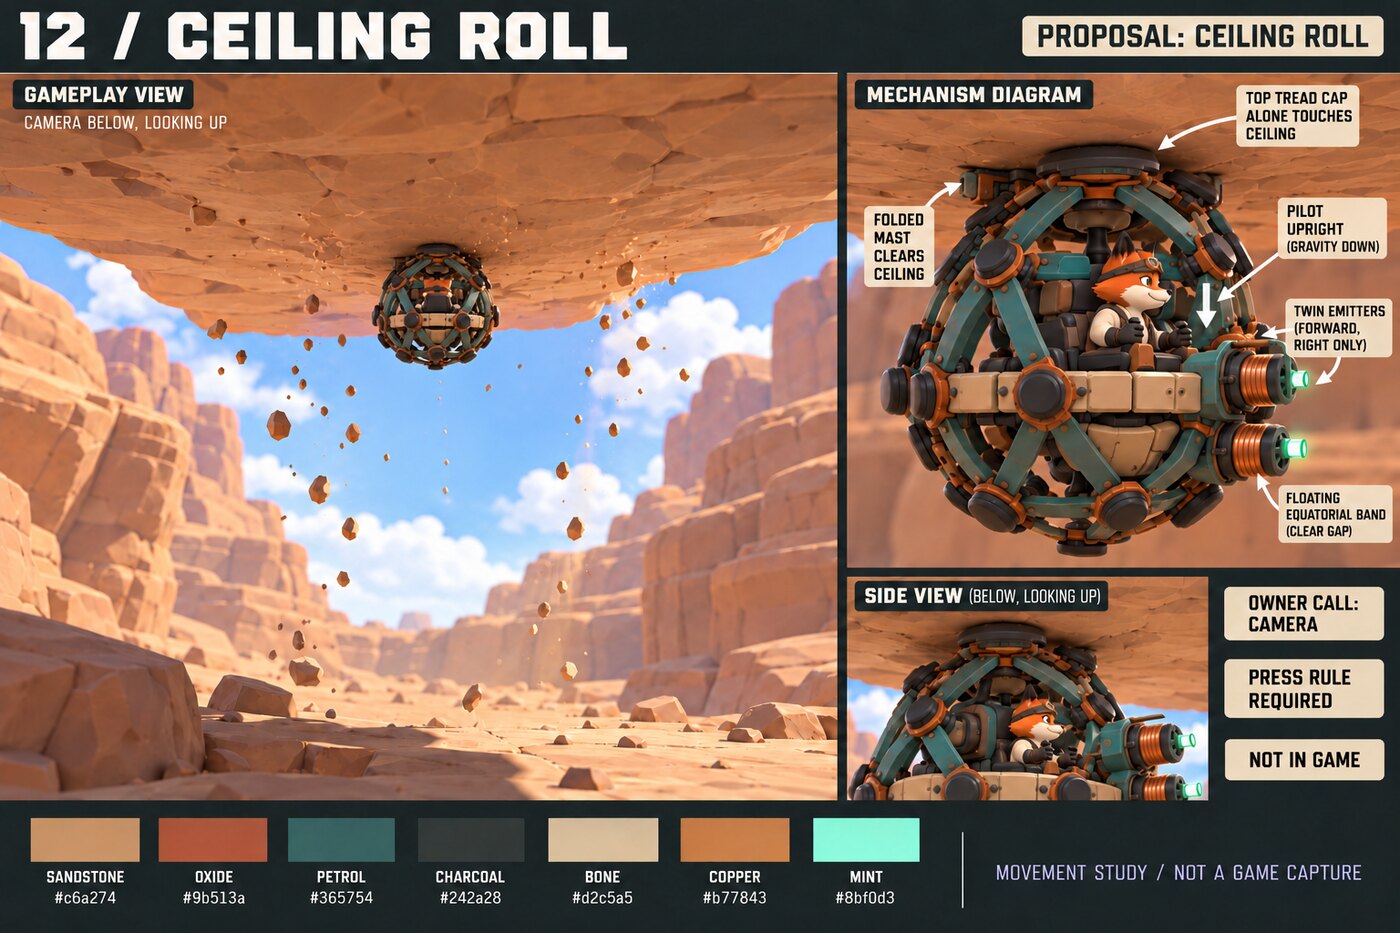 12 / CEILING ROLL
PROPOSAL: CEILING ROLL
GAMEPLAY VIEW
CAMERA BELOW, LOOKING UP
MECHANISM DIAGRAM
TOP TREAD CAP
ALONE TOUCHES
CEILING
FOLDED
MAST
CLEARS
CEILING
PILOT
UPRIGHT
(GRAVITY DOWN)
TWIN EMITTERS
(FORWARD,
RIGHT ONLY)
FLOATING
EQUATORIAL BAND
(CLEAR GAP)
SIDE VIEW (BELOW, LOOKING UP)
OWNER CALL:
CAMERA
PRESS RULE
REQUIRED
NOT IN GAME
SANDSTONE
#c6a274
OXIDE
#9b513a
PETROL
#365754
CHARCOAL
#242a28
BONE
#d2c5a5
COPPER
#b77843
MINT
#8bf0d3
MOVEMENT STUDY / NOT A GAME CAPTURE